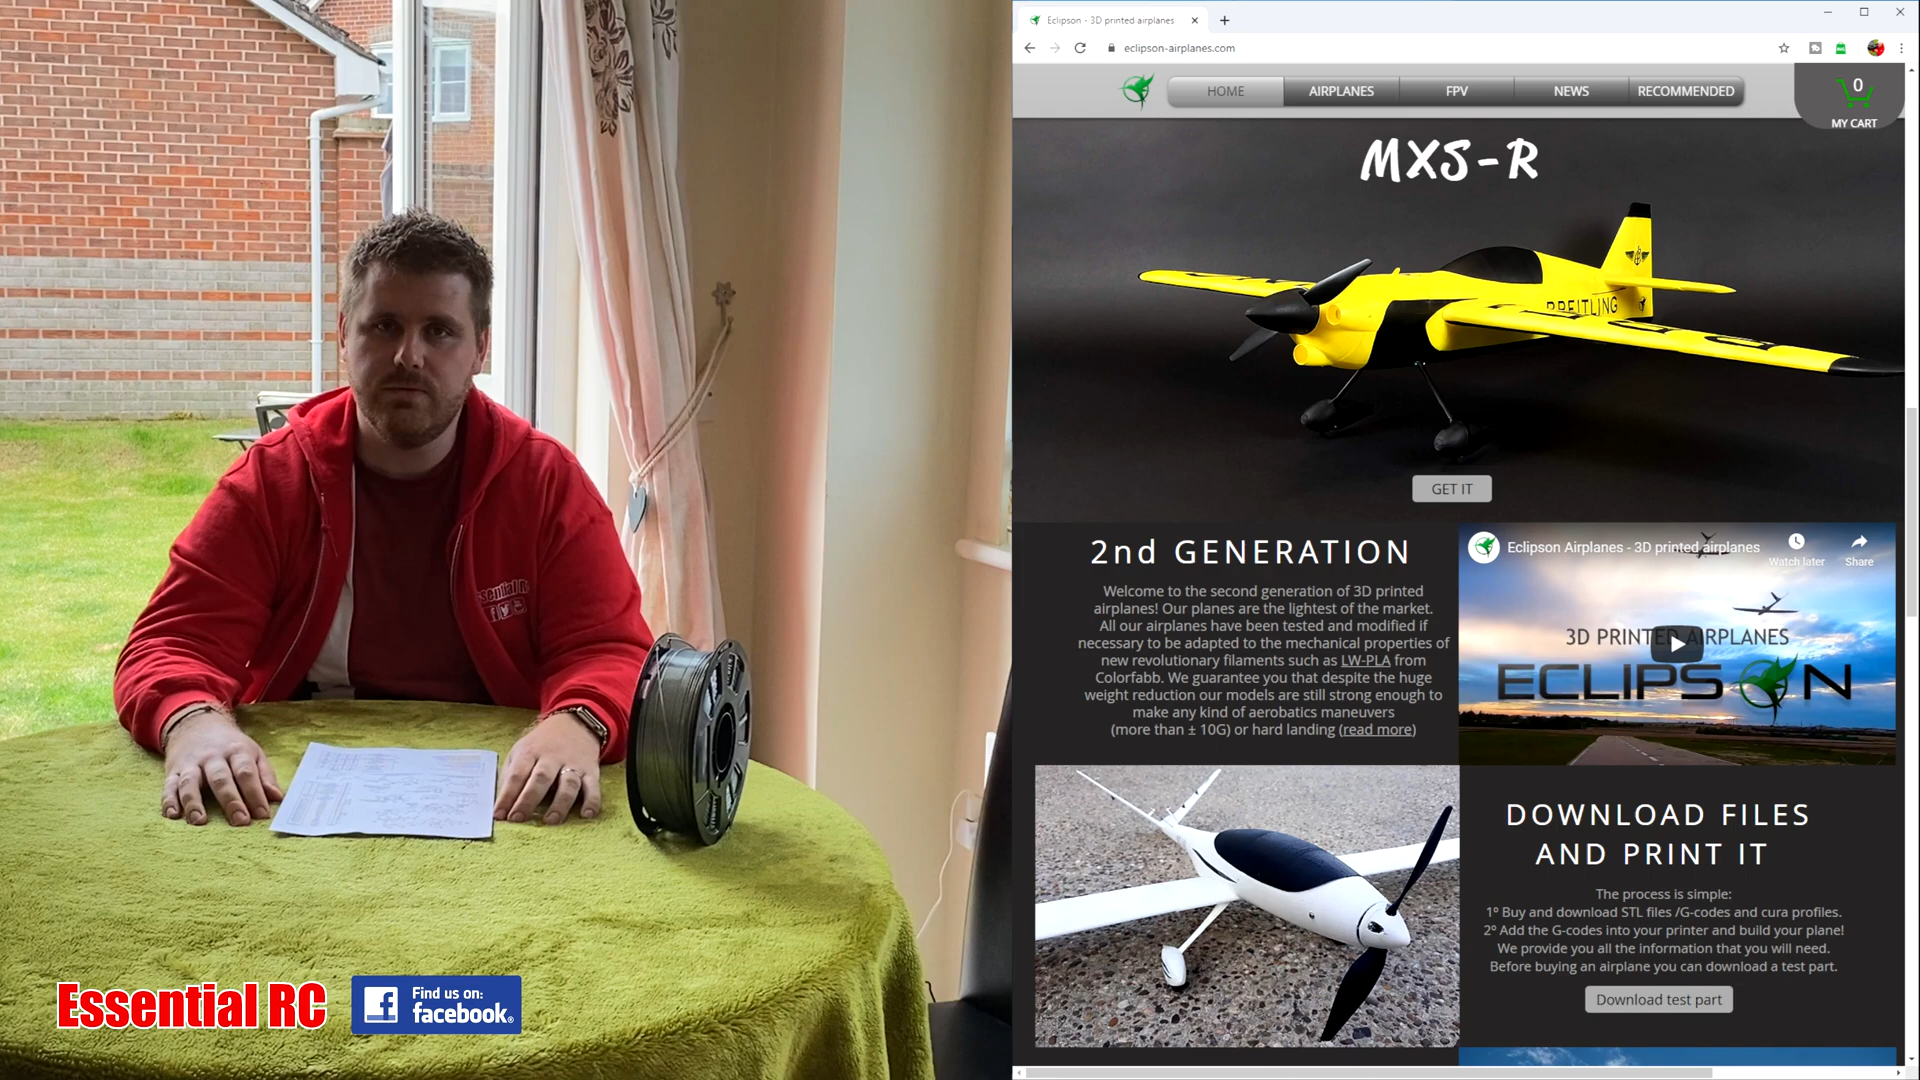 Essential RC
Find us on:
facebook.
Eclipson - 3D printed airplanes
eclipson-airplanes.com
HOME
AIRPLANES
FPV
NEWS
RECOMMENDED
0
MY CART
MXS-R
BREITLING
GET IT
2nd GENERATION
Welcome to the second generation of 3D printed
airplanes! Our planes are the lightest of the market.
All our airplanes have been tested and modified if
necessary to be adapted to the mechanical properties of
new revolutionary filaments such as LW-PLA from
Colorfabb. We guarantee you that despite the huge
weight reduction our models are still strong enough to
make any kind of aerobatics maneuvers
(more than ± 10G) or hard landing (read more)
Eclipson Airplanes - 3D printed airplanes
Watch later
Share
3D PRINTED AIRPLANES
ECLIPSON
DOWNLOAD FILES
AND PRINT IT
The process is simple:
1º Buy and download STL files /G-codes and cura profiles.
2º Add the G-codes into your printer and build your plane!
We provide you all the information that you will need.
Before buying an airplane you can download a test part.
Download test part